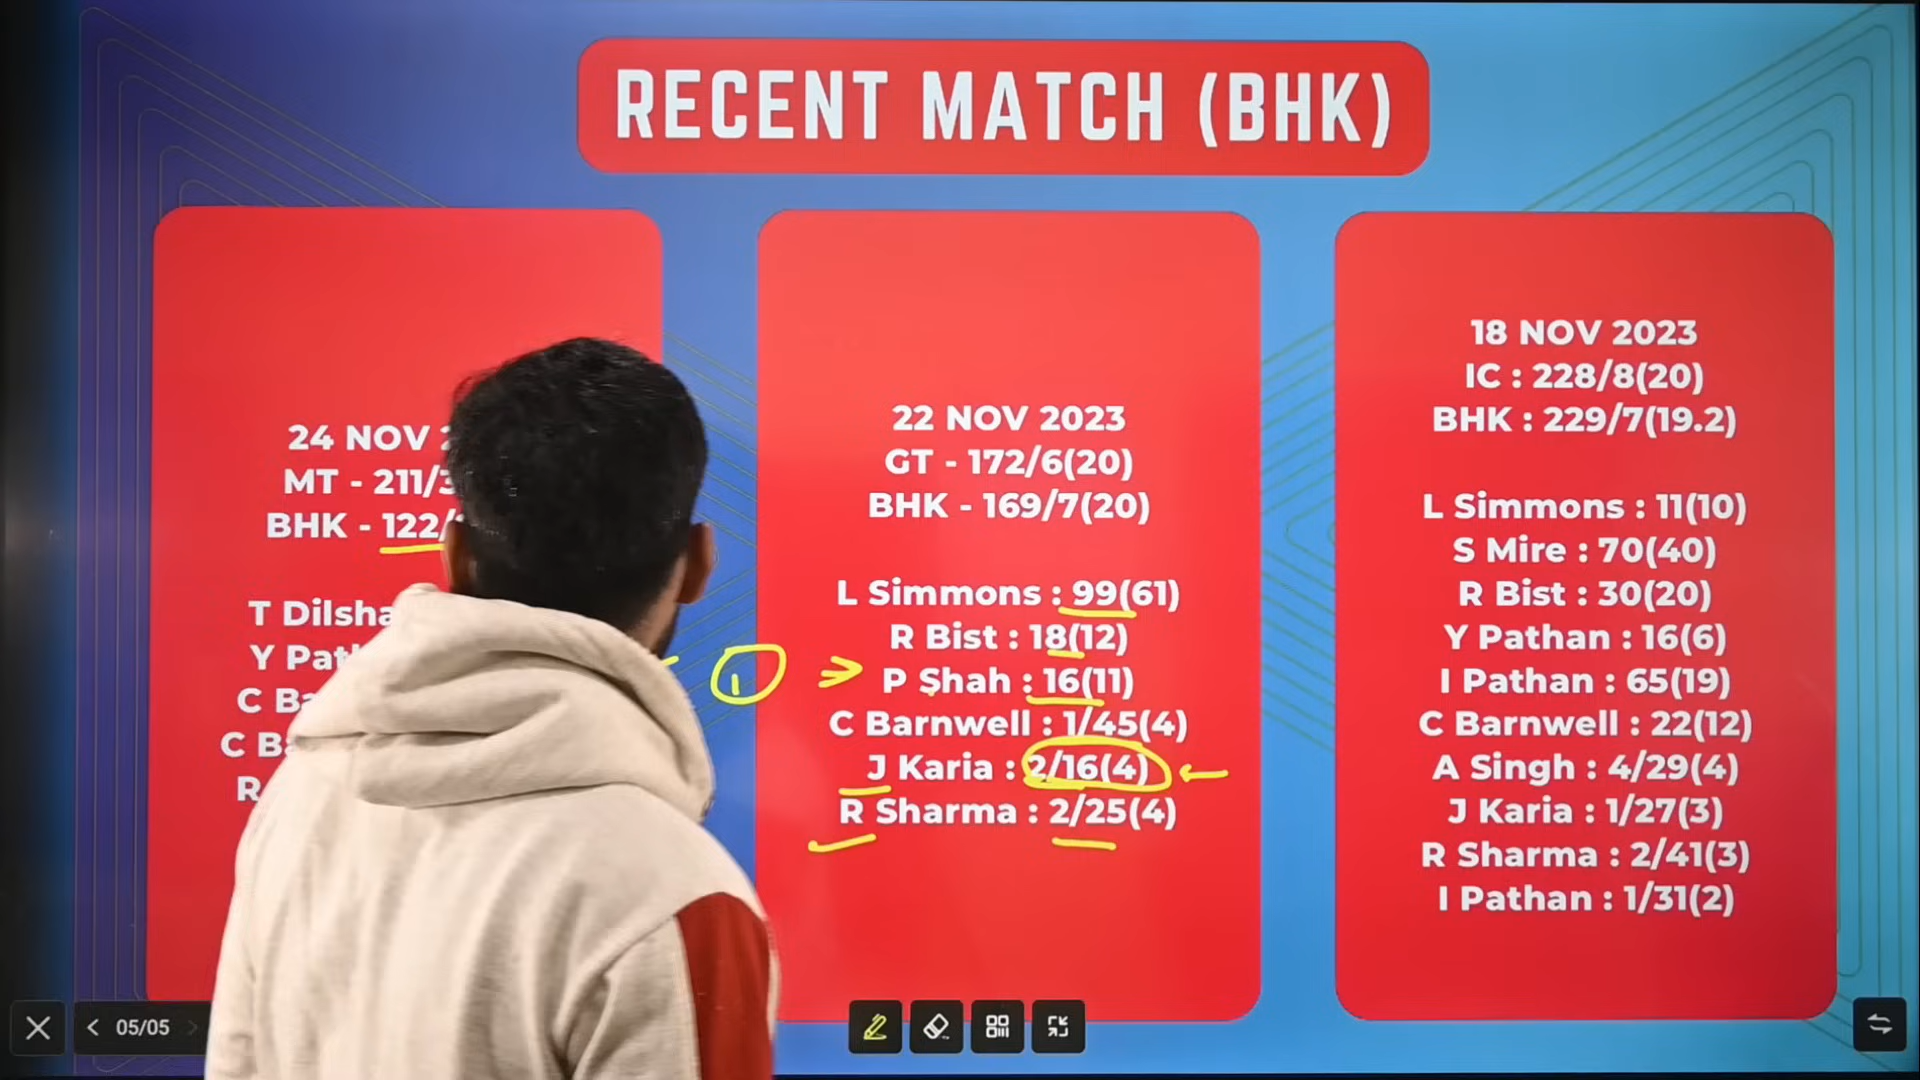 RECENT MATCH (BHK)
24 NOV
MT - 211/3
BHK - 122/
T Dilsha
Y Pat
C Ba
C B
R
1
22 NOV 2023
GT - 172/6(20)
BHK - 169/7(20)
L Simmons : 99(61)
R Bist : 18(12)
P Shah : 16(11)
C Barnwell : 1/45(4)
J Karia : 2/16(4)
R Sharma : 2/25(4)
18 NOV 2023
IC : 228/8(20)
BHK : 229/7(19.2)
L Simmons : 11(10)
S Mire : 70(40)
R Bist : 30(20)
Y Pathan : 16(6)
I Pathan : 65(19)
C Barnwell : 22(12)
A Singh : 4/29(4)
J Karia : 1/27(3)
R Sharma : 2/41(3)
I Pathan : 1/31(2)
05/05